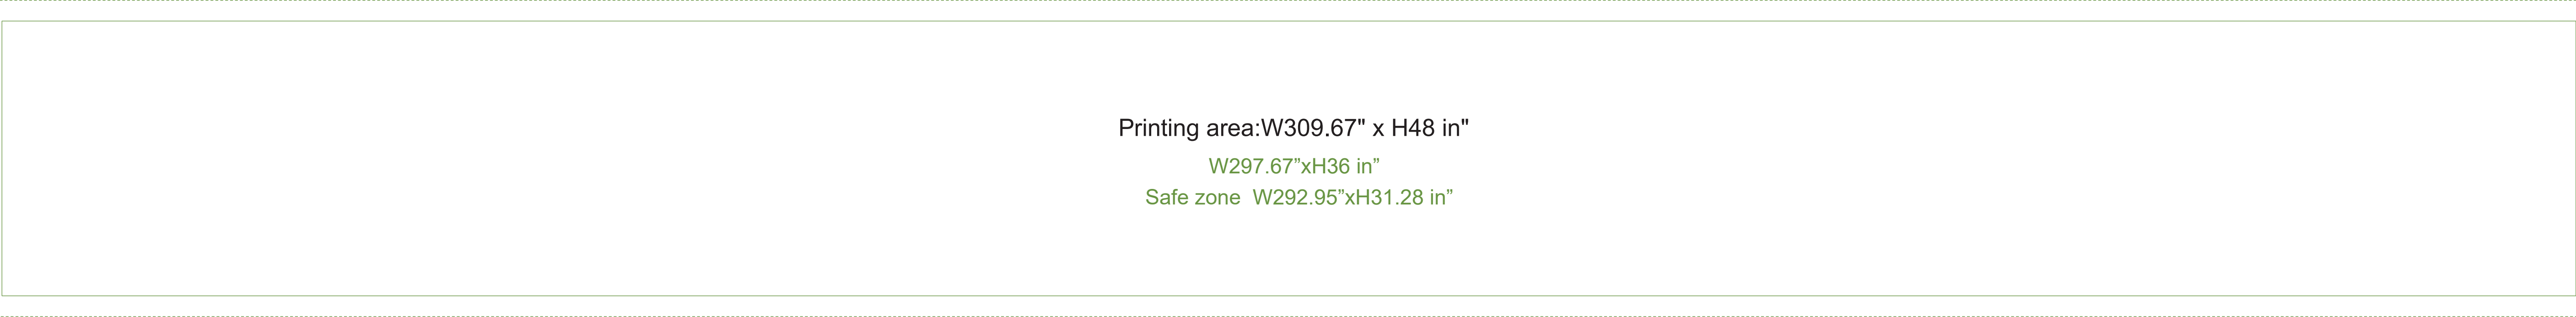 Printing area:W309.67" x H48 in"
W297.67”xH36 in”
Safe zone  W292.95”xH31.28 in”